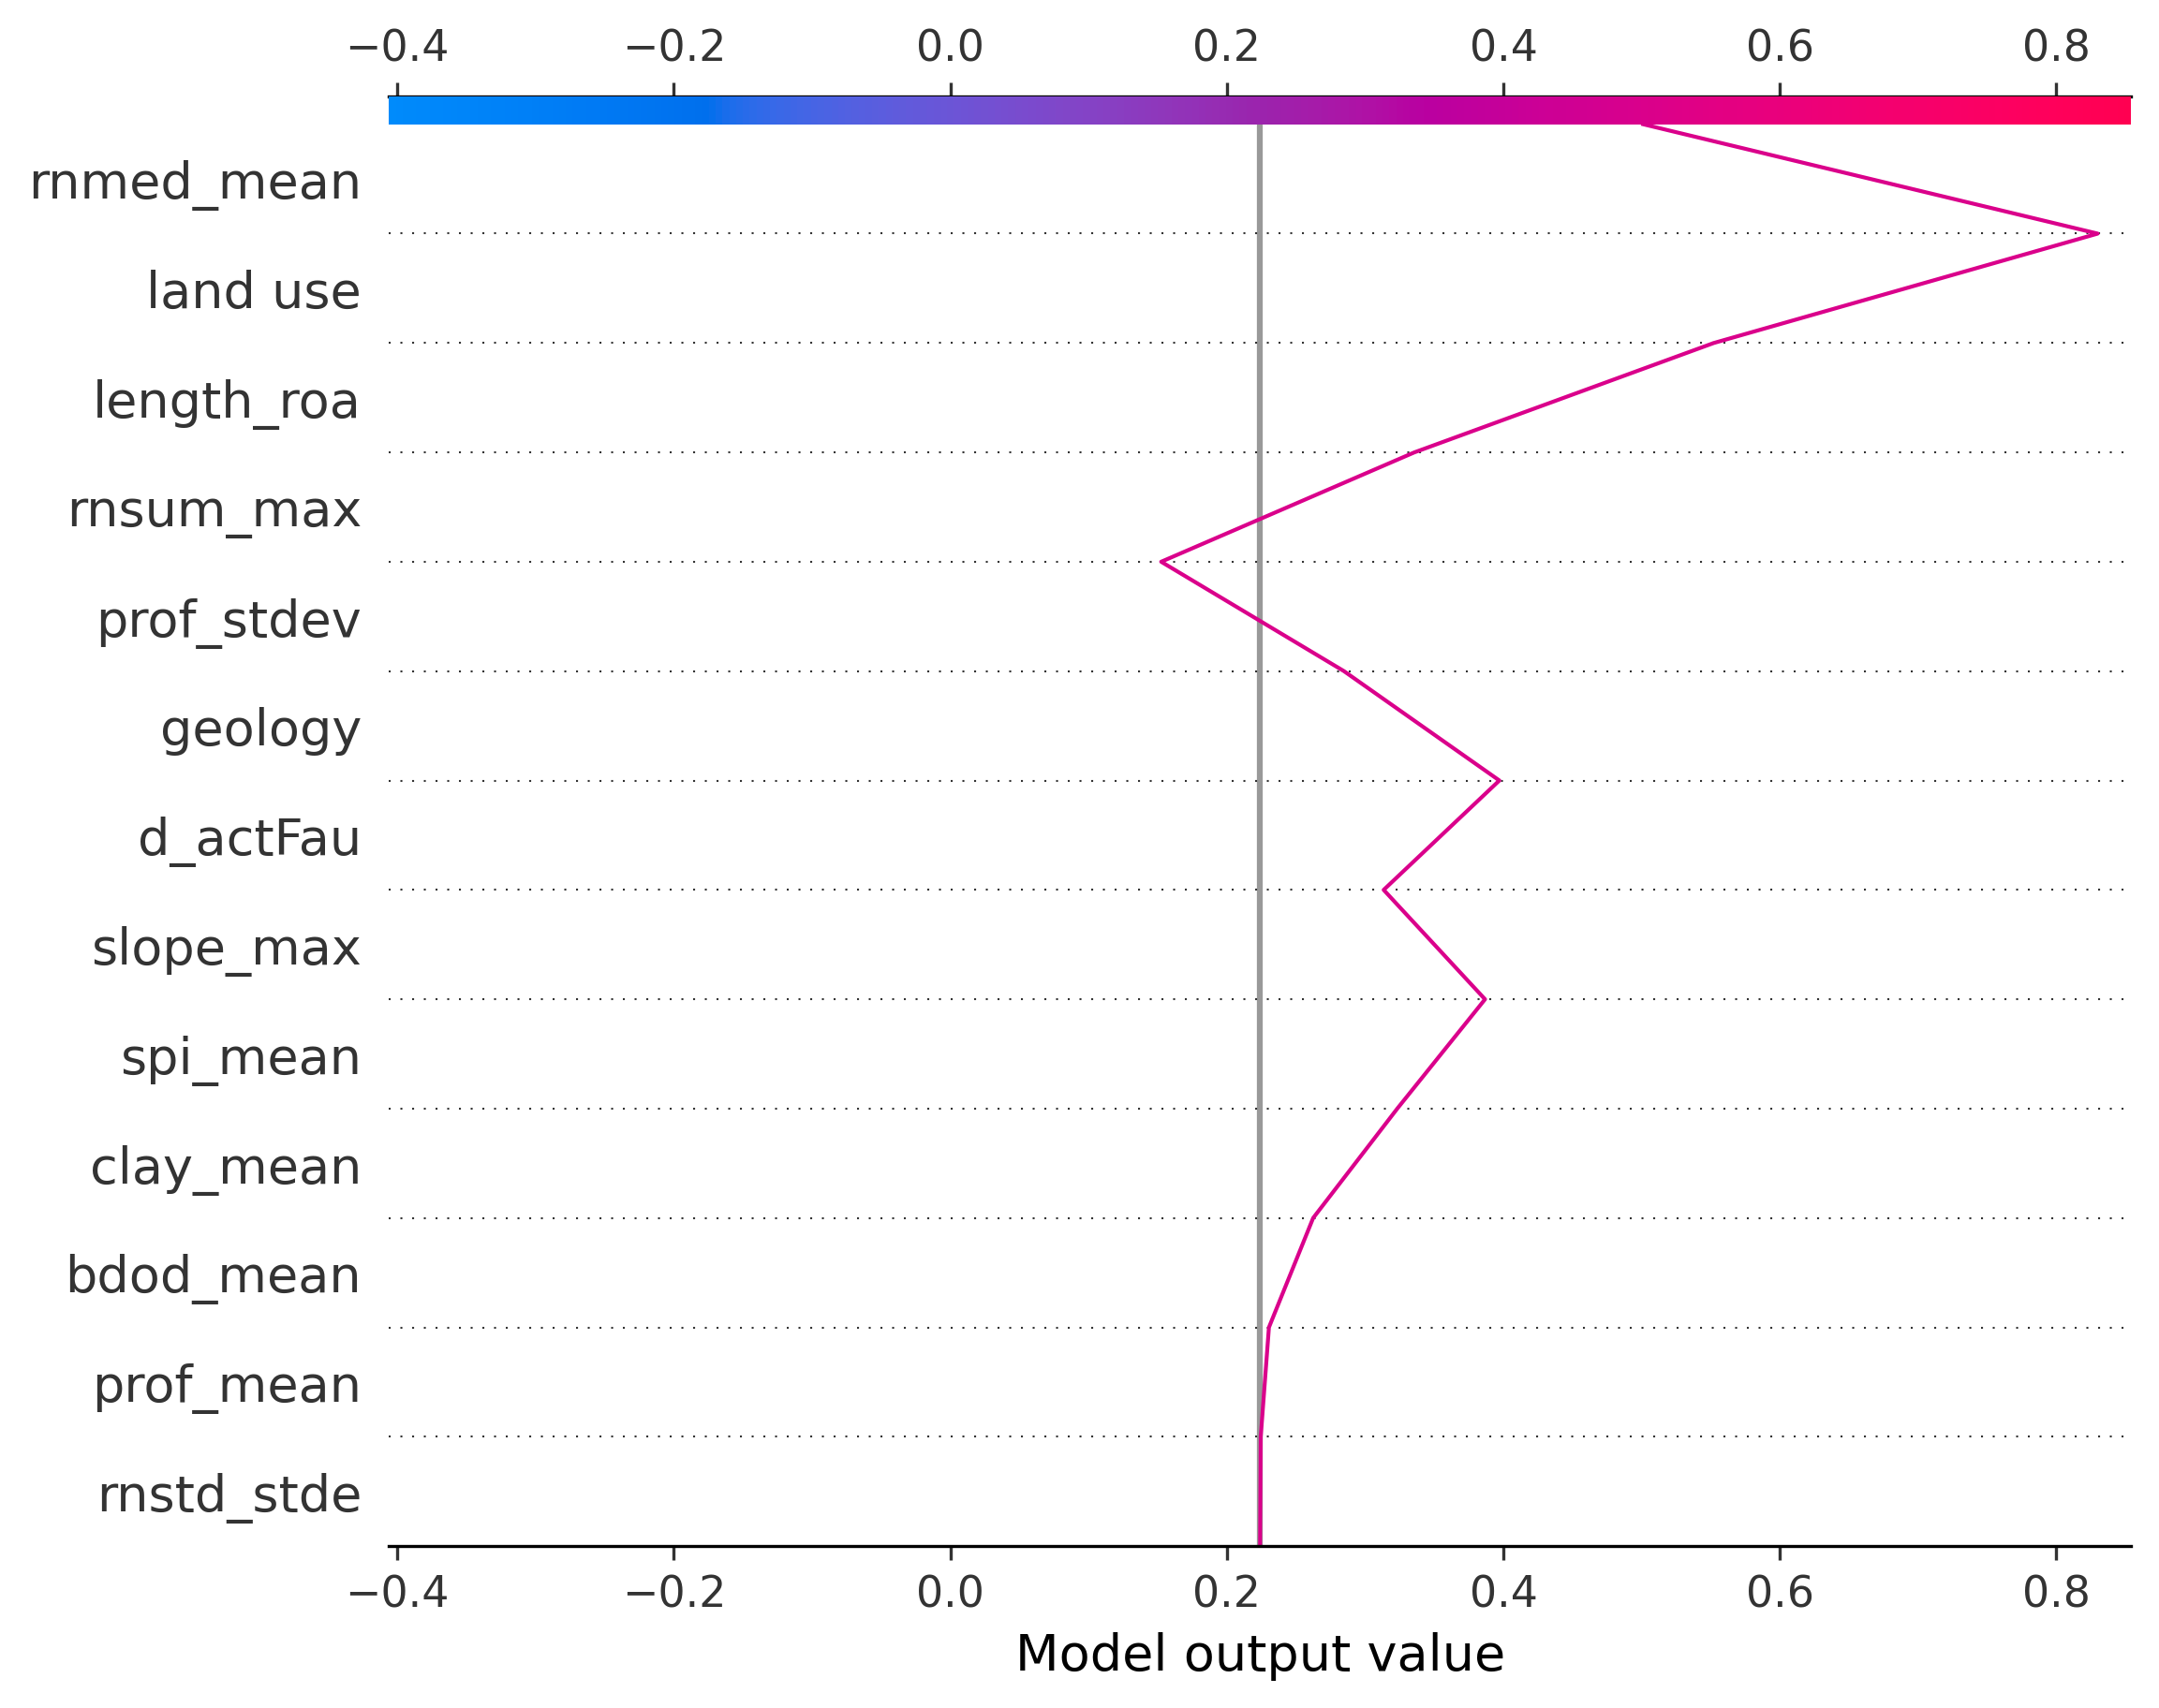 −0.4 −0.2 0.0 0.2 0.4 0.6 0.8
rnmed_mean
land use
length_roa
rnsum_max
prof_stdev
geology
d_actFau
slope_max
spi_mean
clay_mean
bdod_mean
prof_mean
rnstd_stde
−0.4 −0.2 0.0 0.2 0.4 0.6 0.8
Model output value